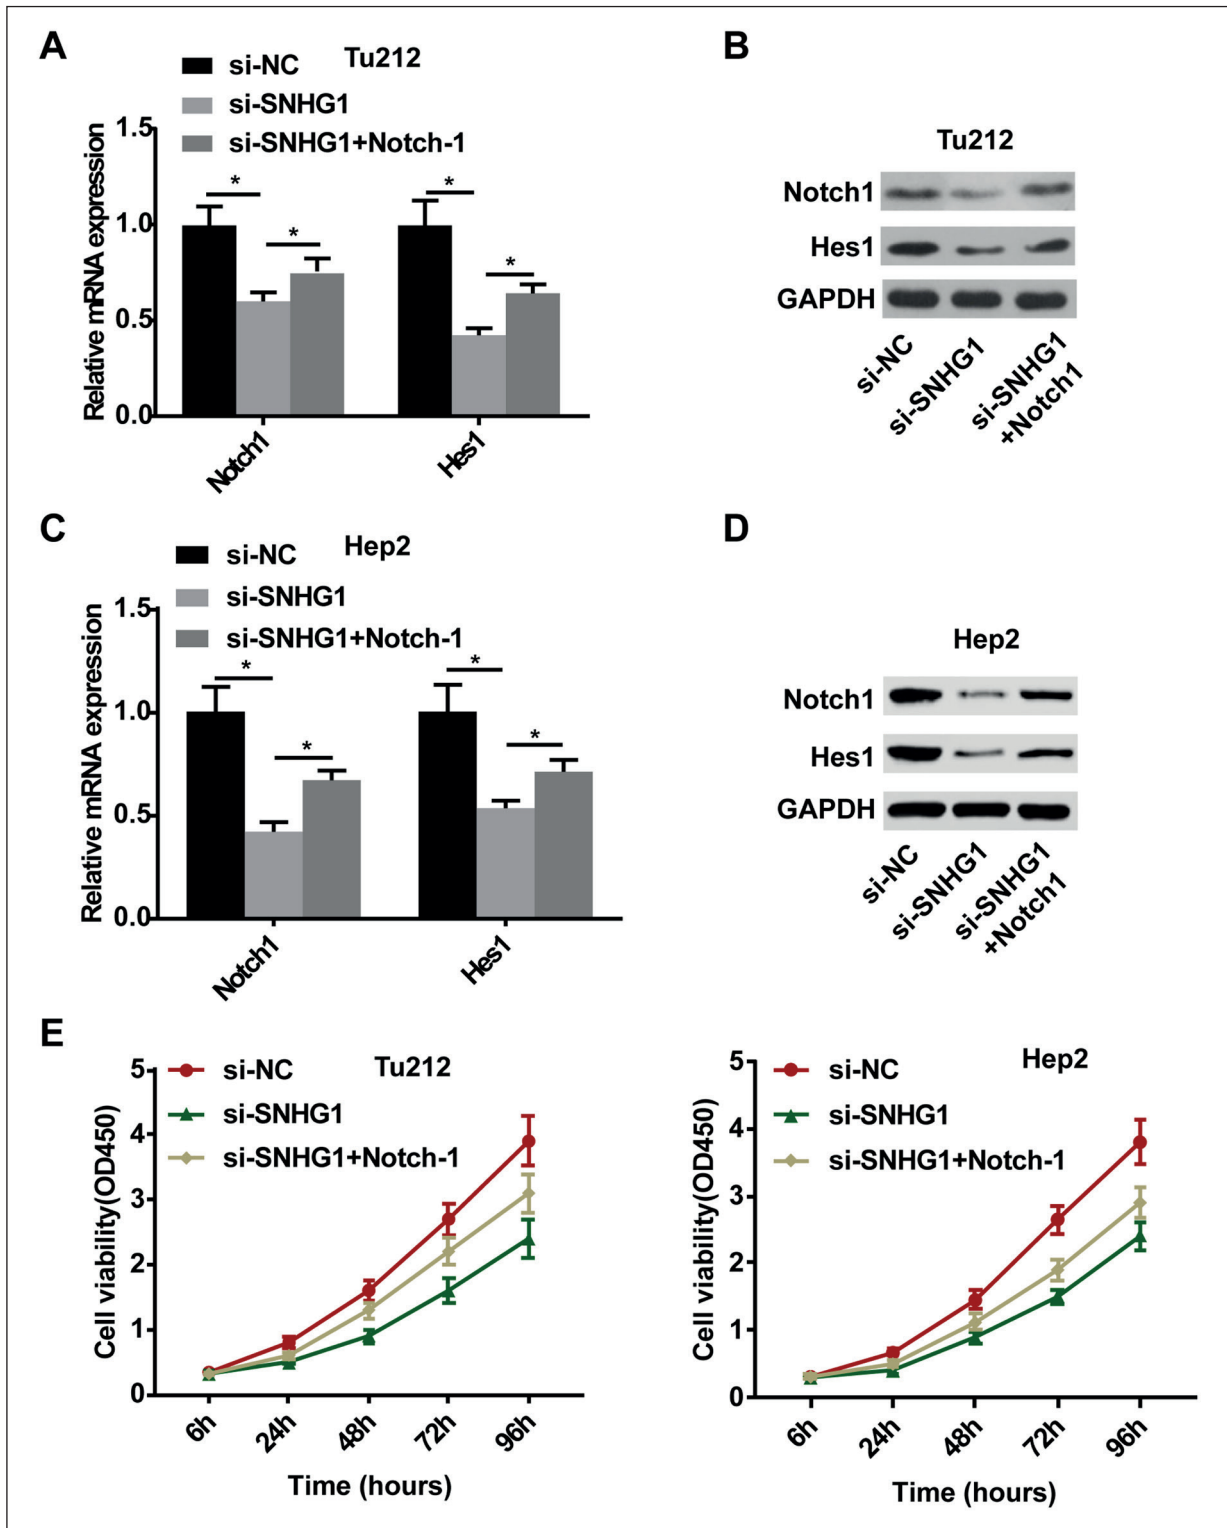 A
Tu212
si-NC
si-SNHG1
si-SNHG1+Notch-1
Relative mRNA expression
1.5
1.0
0.5
0.0
*
*
*
*
Notch1
Hes1
B
Tu212
Notch1
Hes1
GAPDH
si-NC
si-SNHG1
si-SNHG1
+Notch1
C
Hep2
si-NC
si-SNHG1
si-SNHG1+Notch-1
Relative mRNA expression
1.5
1.0
0.5
0.0
*
*
*
*
Notch1
Hes1
D
Hep2
Notch1
Hes1
GAPDH
si-NC
si-SNHG1
si-SNHG1
+Notch1
E
Tu212
si-NC
si-SNHG1
si-SNHG1+Notch-1
Cell viability(OD450)
5
4
3
2
1
0
6h
24h
48h
72h
96h
Time (hours)
Hep2
si-NC
si-SNHG1
si-SNHG1+Notch-1
Cell viability(OD450)
5
4
3
2
1
0
6h
24h
48h
72h
96h
Time (hours)